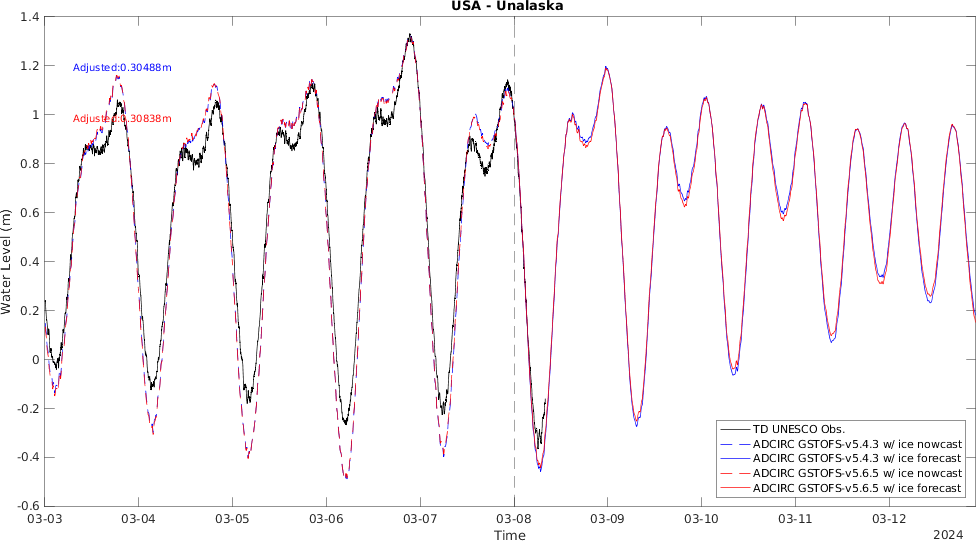 USA - Unalaska
1.4
1.2
1
0.8
0.6
0.4
0.2
0
-0.2
-0.4
-0.6
Water Level (m)
Adjusted:0.30488m
Adjusted:0.30838m
TD UNESCO Obs.
ADCIRC GSTOFS-v5.4.3 w/ ice nowcast
ADCIRC GSTOFS-v5.4.3 w/ ice forecast
ADCIRC GSTOFS-v5.6.5 w/ ice nowcast
ADCIRC GSTOFS-v5.6.5 w/ ice forecast
03-03 03-04 03-05 03-06 03-07 03-08 03-09 03-10 03-11 03-12
Time
2024